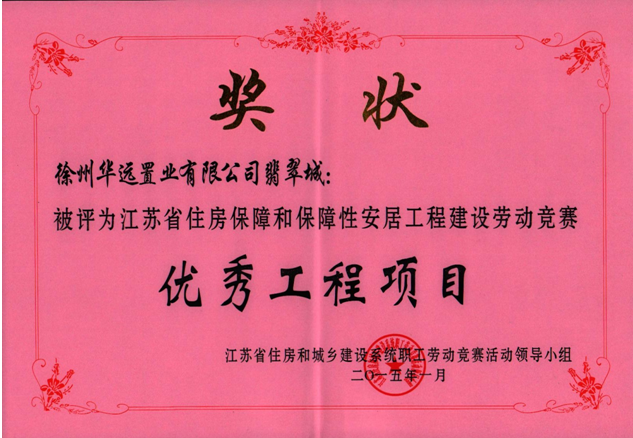 奖 状
徐州华远置业有限公司翡翠城：
被评为江苏省住房保障和保障性安居工程建设劳动竞赛
优秀工程项目
江苏省住房和城乡建设系统职工劳动竞赛活动领导小组
二〇一五年一月